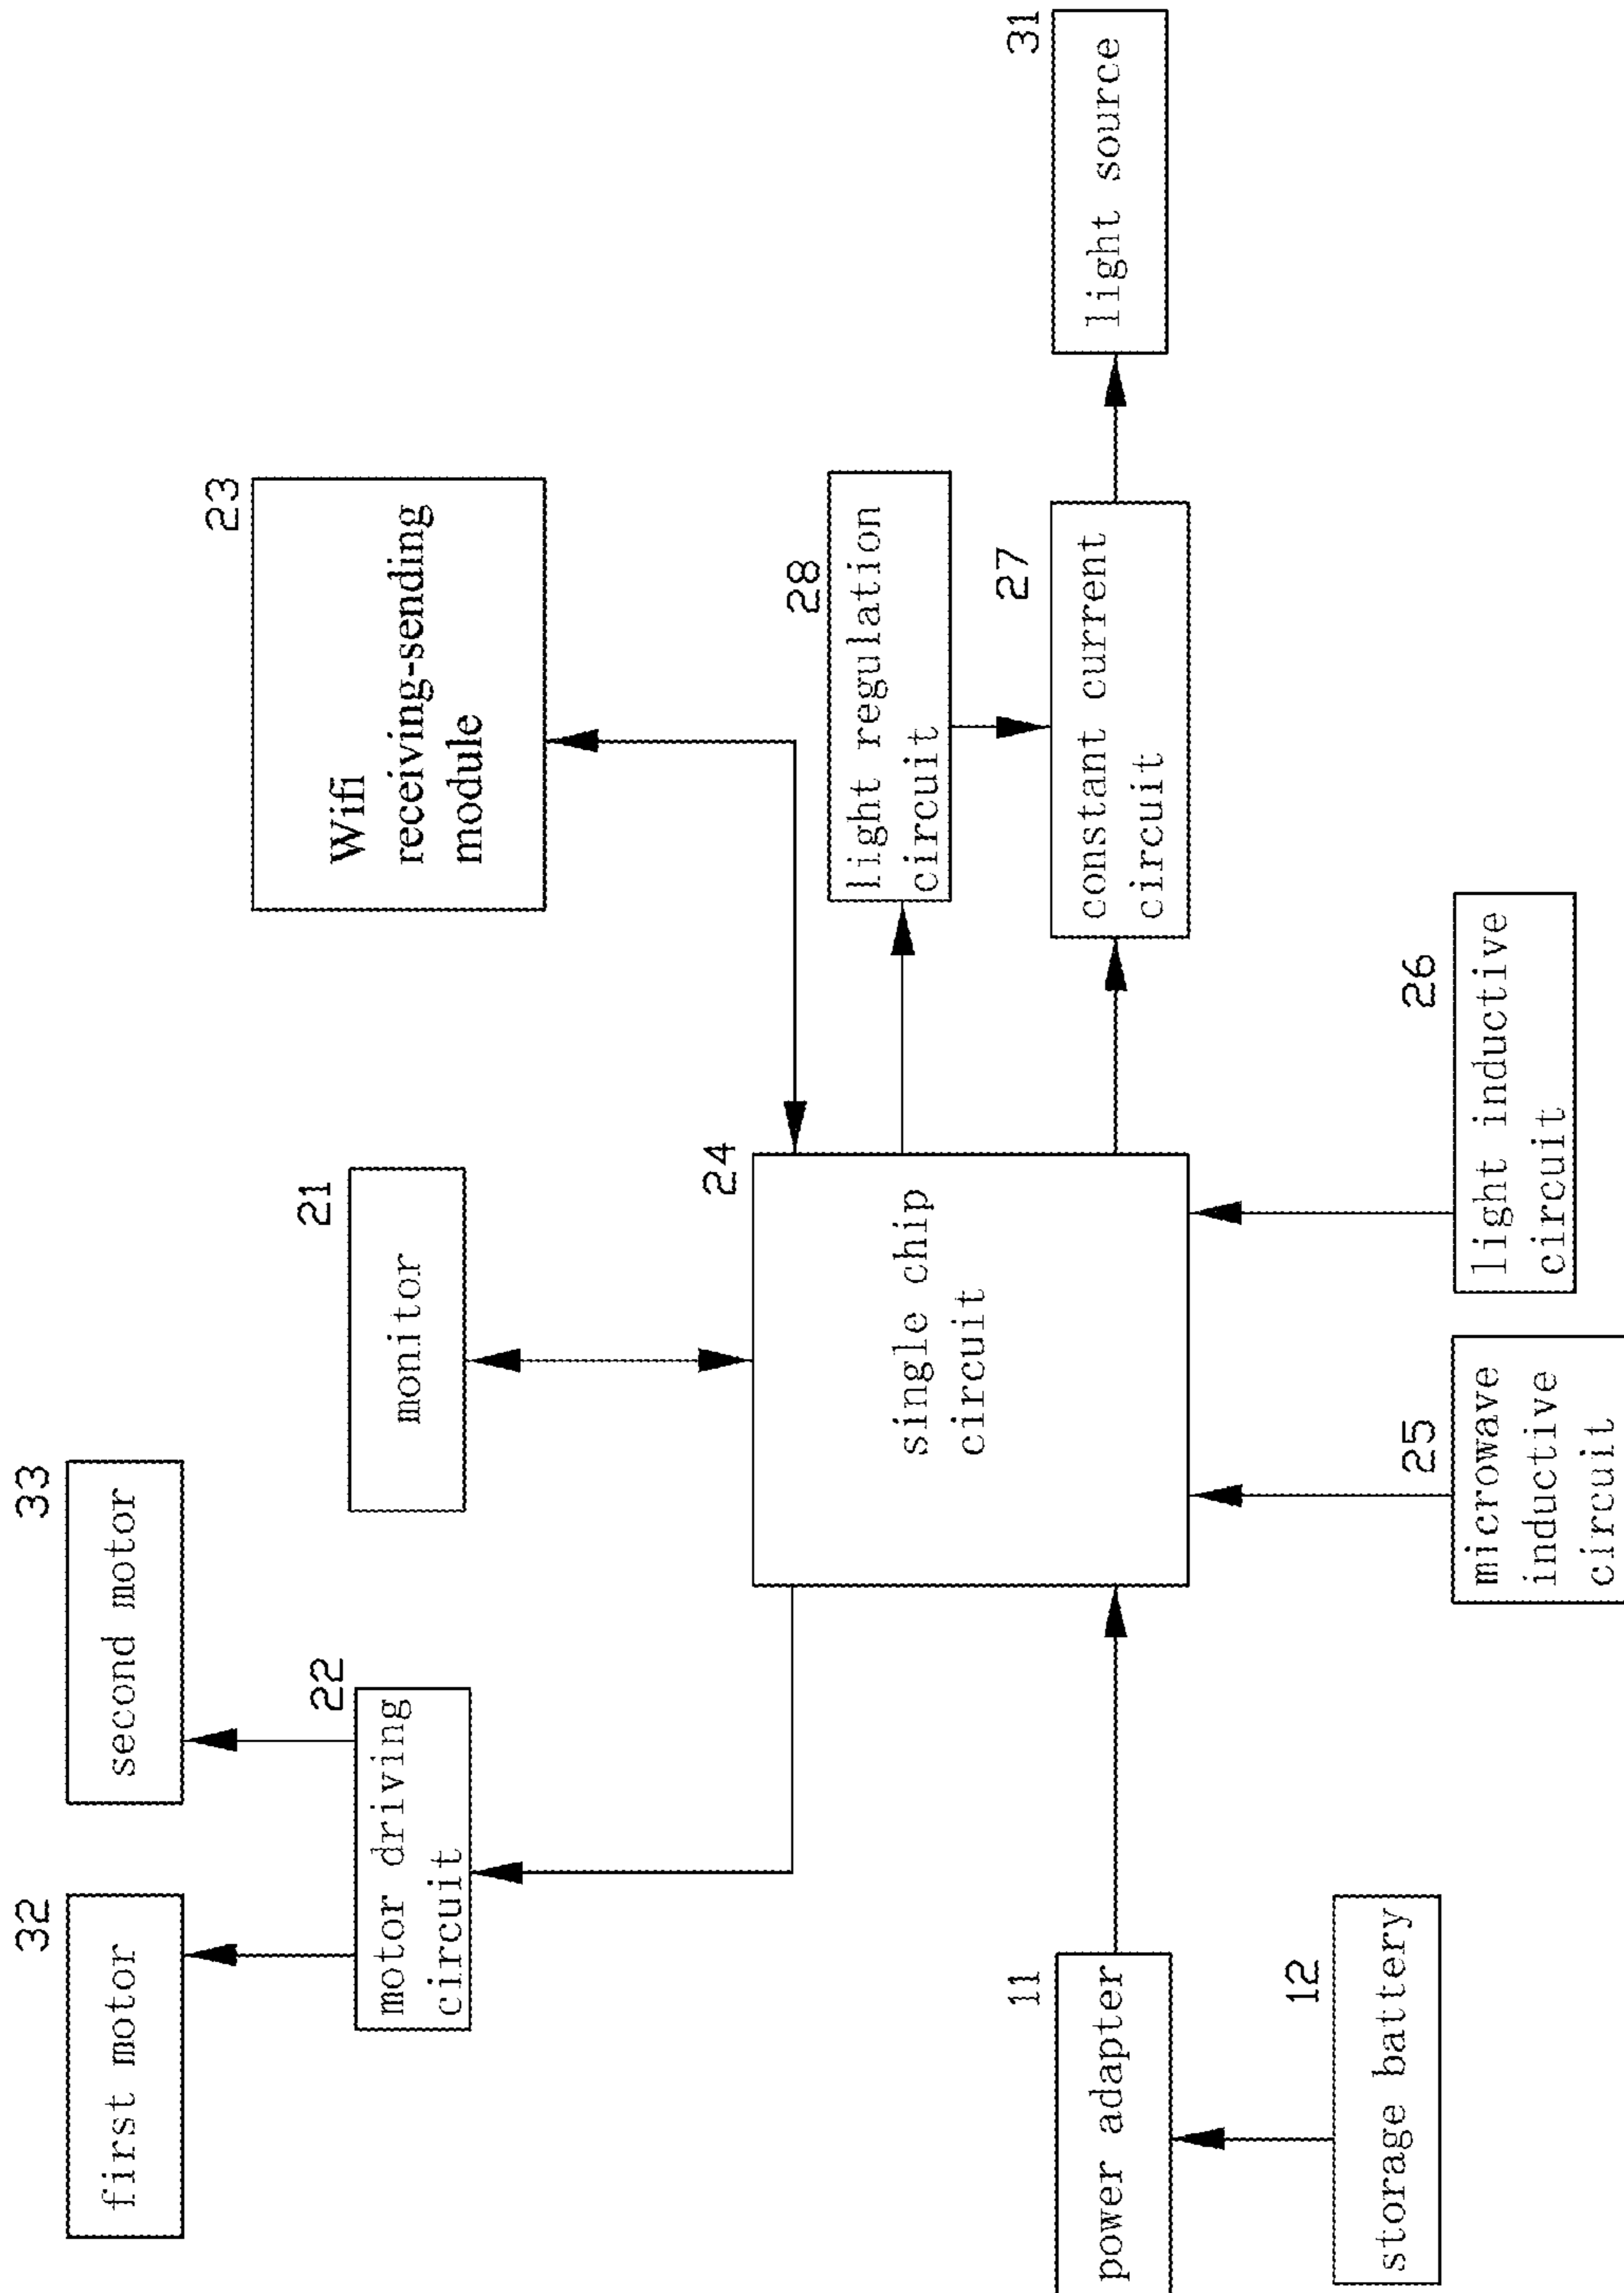 32
first motor
33
second motor
22
motor driving
circuit
21
monitor
23
Wifi
receiving-sending
module
24
single chip
circuit
28
light regulation
circuit
27
constant current
circuit
31
light source
11
power adapter
12
storage battery
25
microwave
inductive
circuit
26
light inductive
circuit